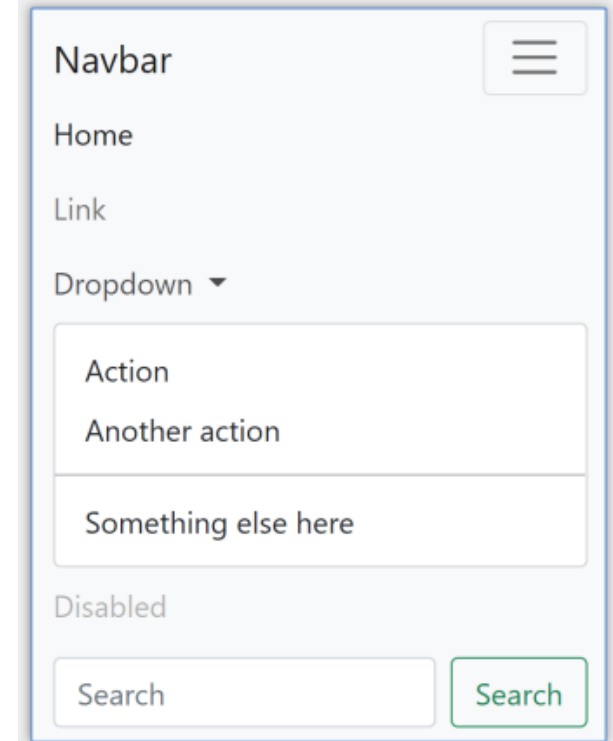 Navbar
Home
Link
Dropdown
Action
Another action
Something else here
Disabled
Search Search